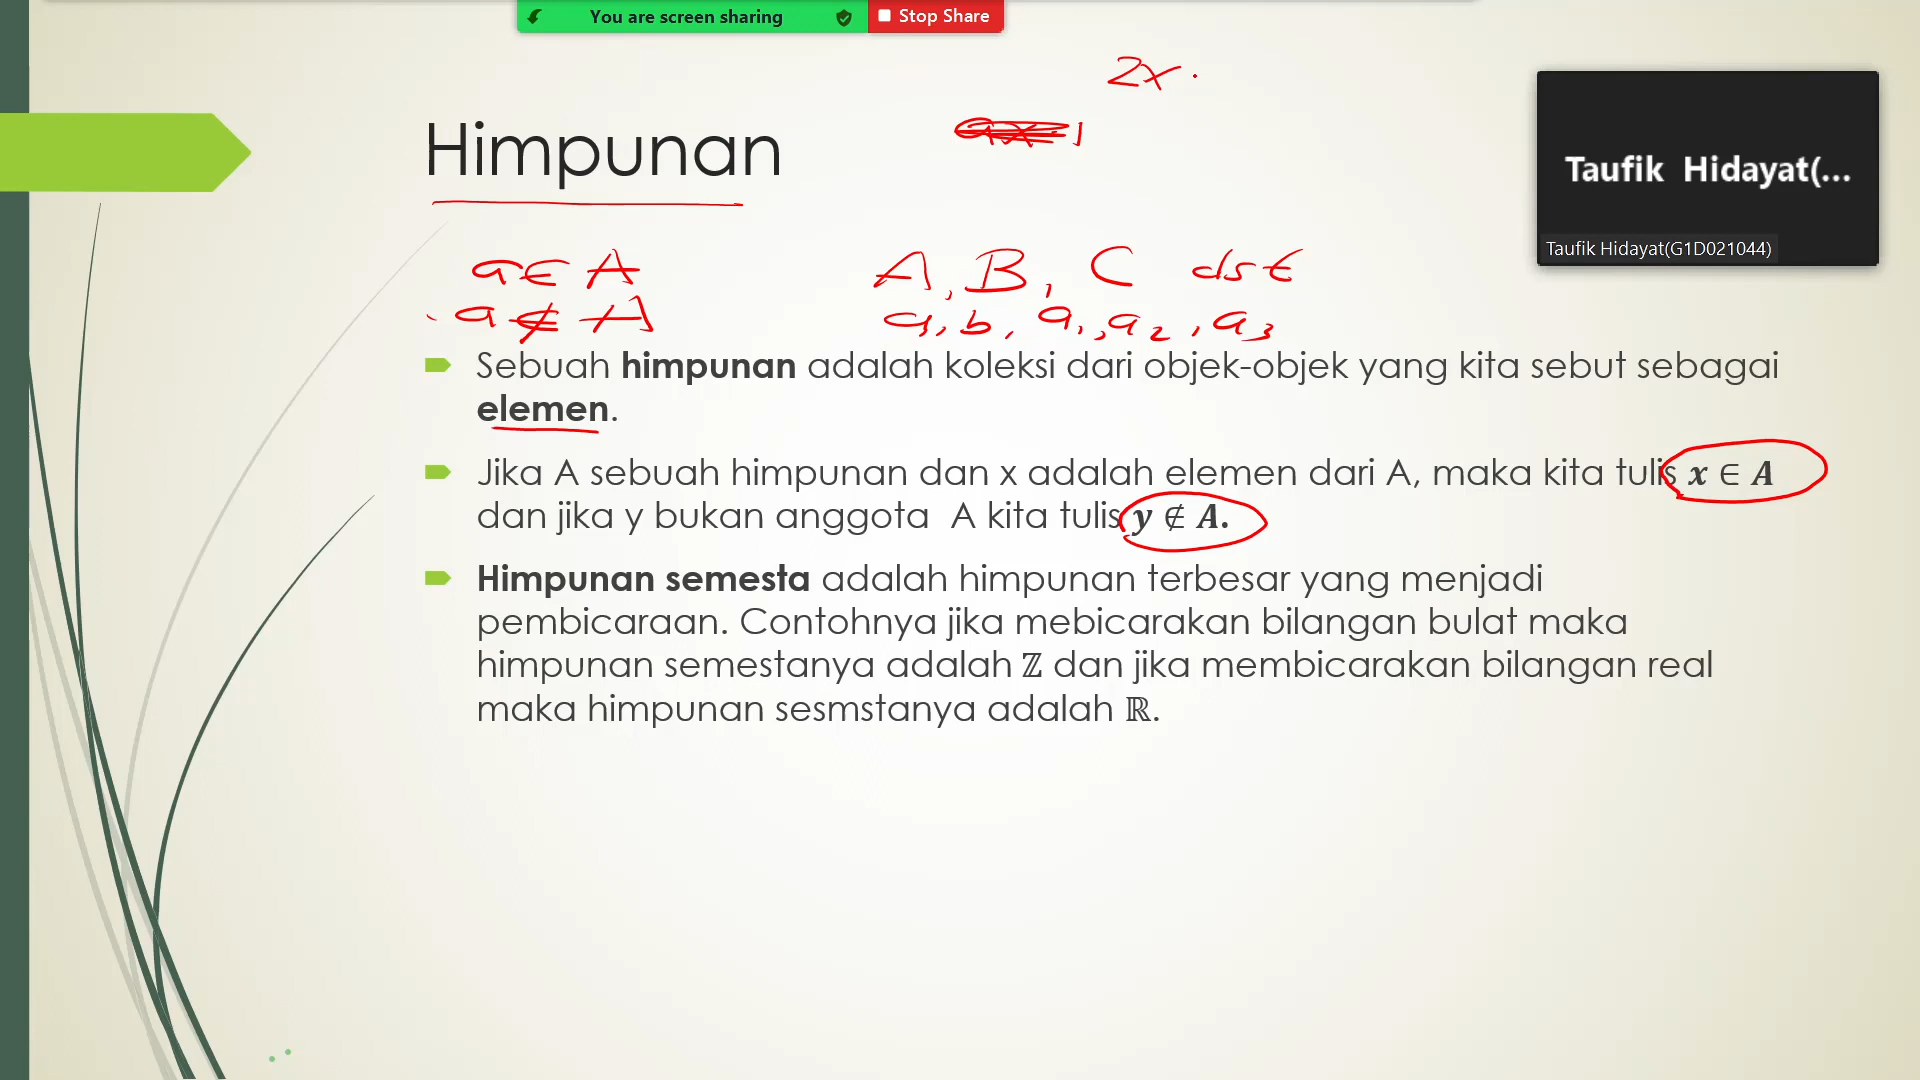 You are screen sharing Stop Share
2x .
Himpunan
Taufik Hidayat(...
Taufik Hidayat(G1D021044)
a ∈ A A, B, C dst
a ∉ A a, b, a1, a2, a3
Sebuah himpunan adalah koleksi dari objek-objek yang kita sebut sebagai
elemen.
Jika A sebuah himpunan dan x adalah elemen dari A, maka kita tulis x ∈ A
dan jika y bukan anggota A kita tulis y ∉ A.
Himpunan semesta adalah himpunan terbesar yang menjadi
pembicaraan. Contohnya jika mebicarakan bilangan bulat maka
himpunan semestanya adalah ℤ dan jika membicarakan bilangan real
maka himpunan sesmstanya adalah ℝ.